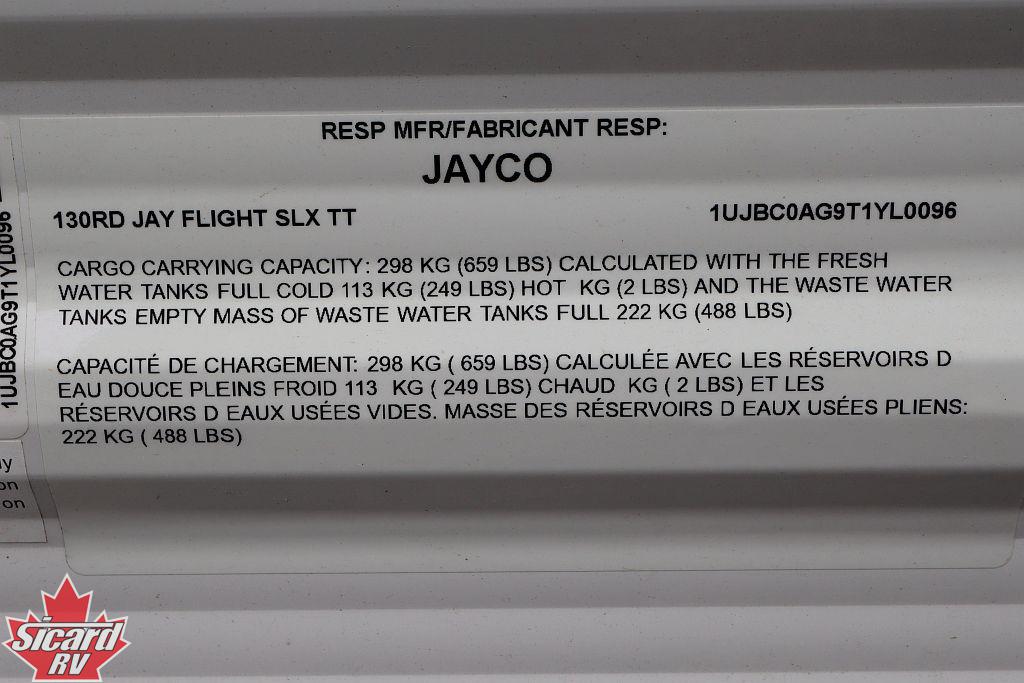 RESP MFR/FABRICANT RESP:
JAYCO
130RD JAY FLIGHT SLX TT 1UJBC0AG9T1YL0096
CARGO CARRYING CAPACITY: 298 KG (659 LBS) CALCULATED WITH THE FRESH
WATER TANKS FULL COLD 113 KG (249 LBS) HOT KG (2 LBS) AND THE WASTE WATER
TANKS EMPTY MASS OF WASTE WATER TANKS FULL 222 KG (488 LBS)
CAPACITÉ DE CHARGEMENT: 298 KG ( 659 LBS) CALCULÉE AVEC LES RÉSERVOIRS D
EAU DOUCE PLEINS FROID 113 KG ( 249 LBS) CHAUD KG ( 2 LBS) ET LES
RÉSERVOIRS D EAUX USÉES VIDES. MASSE DES RÉSERVOIRS D EAUX USÉES PLIENS:
222 KG ( 488 LBS)
1UJBC0AG9T1YL0096
on
Sicard
RV